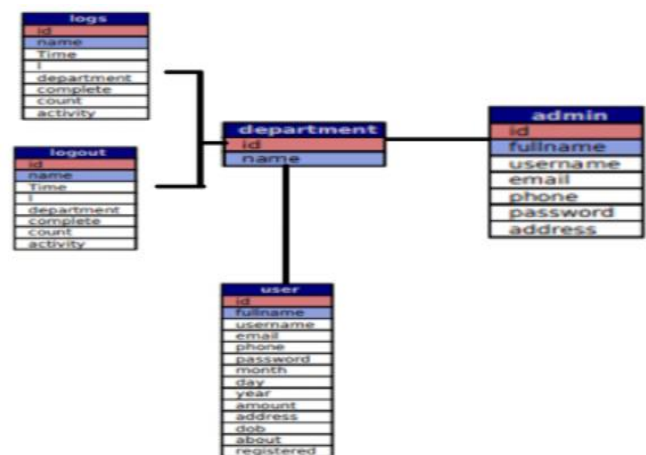 logs
id
name
Time
l
department
complete
count
activity
logout
id
name
Time
l
department
complete
count
activity
department
id
name
admin
id
fullname
username
email
phone
password
address
user
id
fullname
username
email
phone
password
month
day
year
amount
address
dob
about
registered